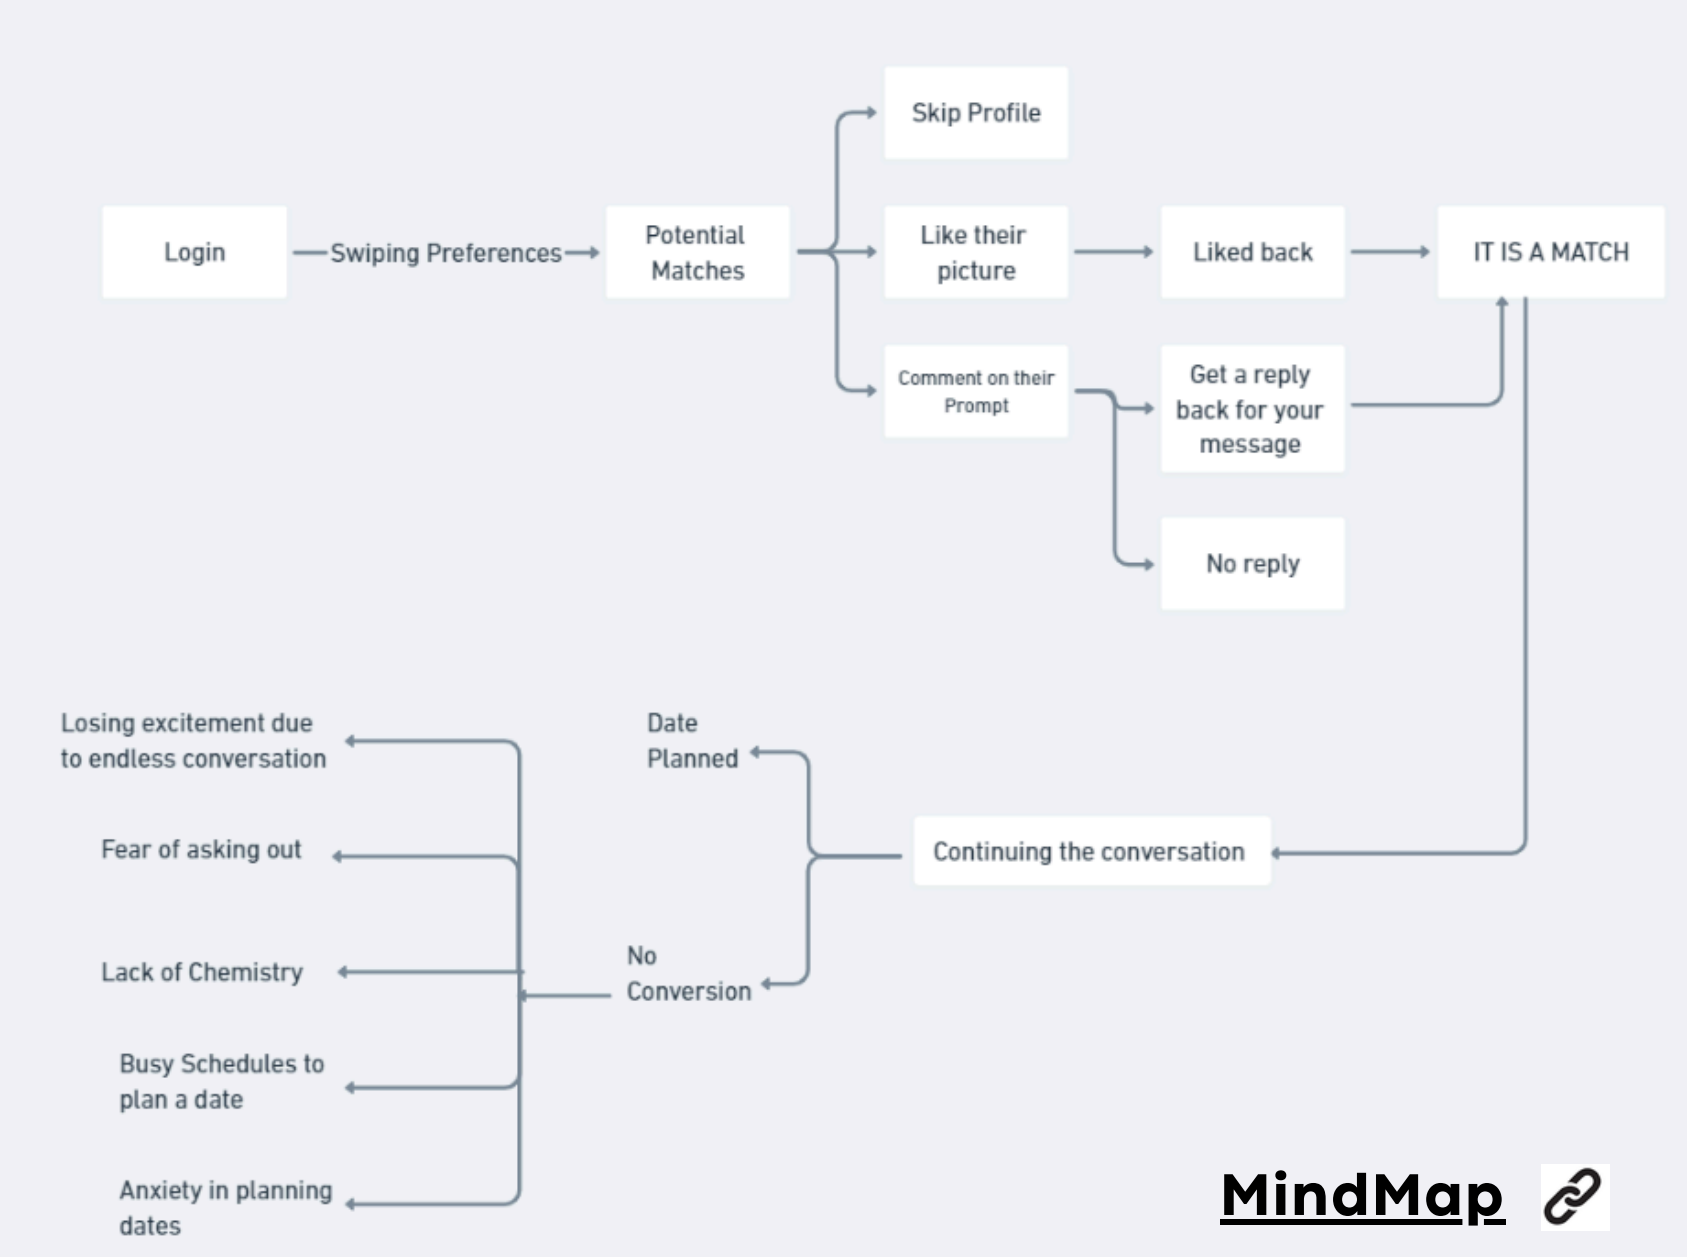 Skip Profile
Login
Swiping Preferences
Potential
Matches
Like their
picture
Liked back
IT IS A MATCH
Comment on their
Prompt
Get a reply
back for your
message
No reply
Losing excitement due
to endless conversation
Date
Planned
Fear of asking out
Continuing the conversation
Lack of Chemistry
No
Conversion
Busy Schedules to
plan a date
Anxiety in planning
dates
MindMap